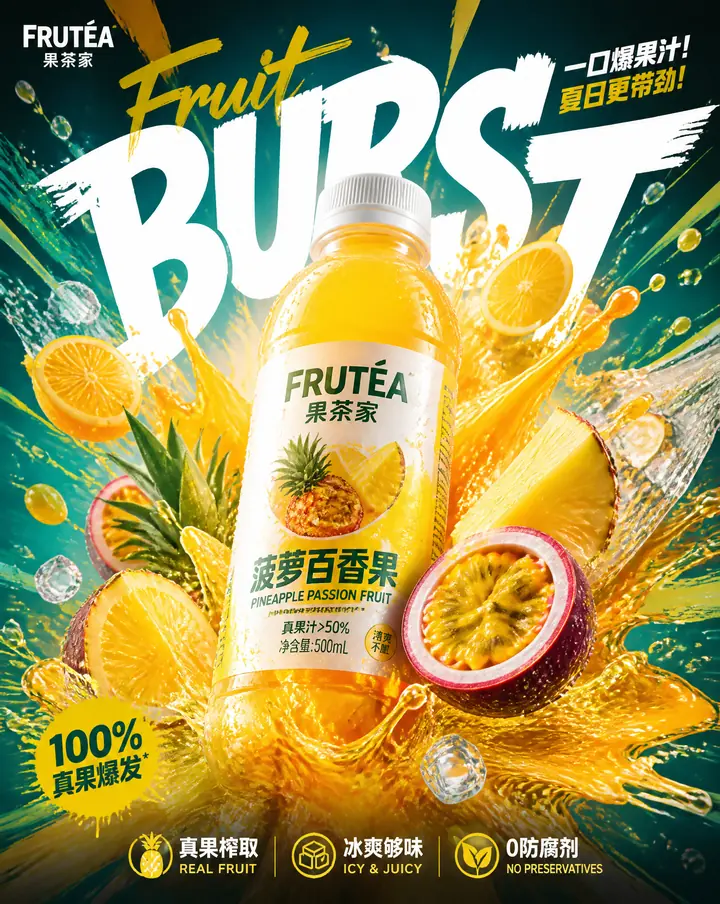 FRUTÉA
果茶家
Fruit
BURST
一口爆果汁!
夏日更带劲!
FRUTÉA
果茶家
菠萝百香果
PINEAPPLE PASSION FRUIT
真果汁>50%
净含量:500mL
清爽
不腻
100%
真果爆发*
真果榨取
REAL FRUIT
冰爽够味
ICY & JUICY
0防腐剂
NO PRESERVATIVES